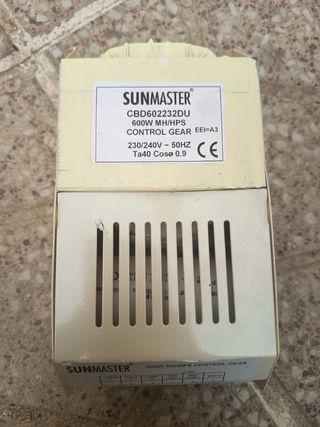 SUNMASTER
CBD602232DU
600W MH/HPS
CONTROL GEAR EEI=A3
230/240V ~ 50HZ
Ta40 Cosø 0.9
CE
SUNMASTER 600W MH/HPS CONTROL GEAR